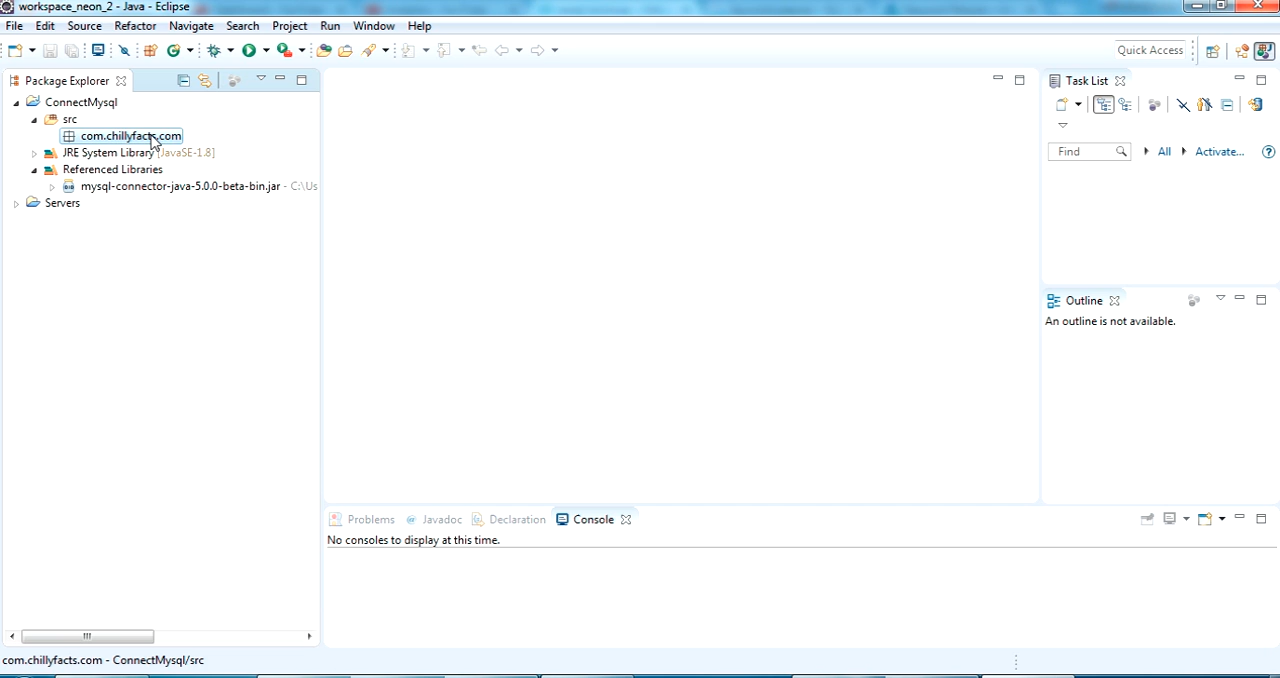 workspace_neon_2 - Java - Eclipse
File Edit Source Refactor Navigate Search Project Run Window Help
Quick Access
Package Explorer
Task List
ConnectMysql
src
com.chillyfacts.com
JRE System Library [JavaSE-1.8]
Referenced Libraries
mysql-connector-java-5.0.0-beta-bin.jar - C:\Us
Servers
Find All Activate...
Outline
An outline is not available.
Problems Javadoc Declaration Console
No consoles to display at this time.
com.chillyfacts.com - ConnectMysql/src